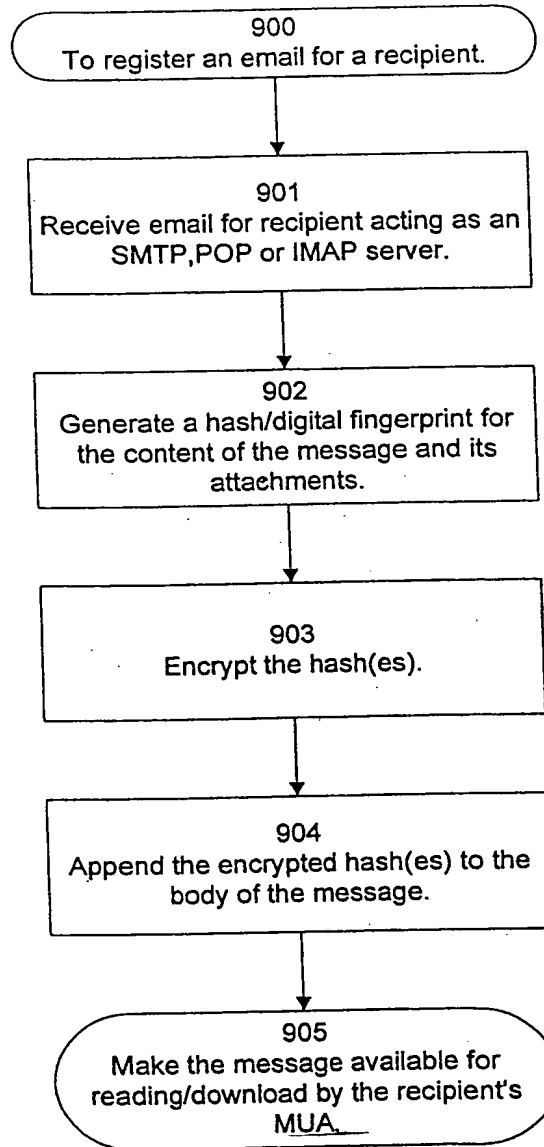 900
To register an email for a recipient.
901
Receive email for recipient acting as an
SMTP,POP or IMAP server.
902
Generate a hash/digital fingerprint for
the content of the message and its
attachments.
903
Encrypt the hash(es).
904
Append the encrypted hash(es) to the
body of the message.
905
Make the message available for
reading/download by the recipient's
MUA.